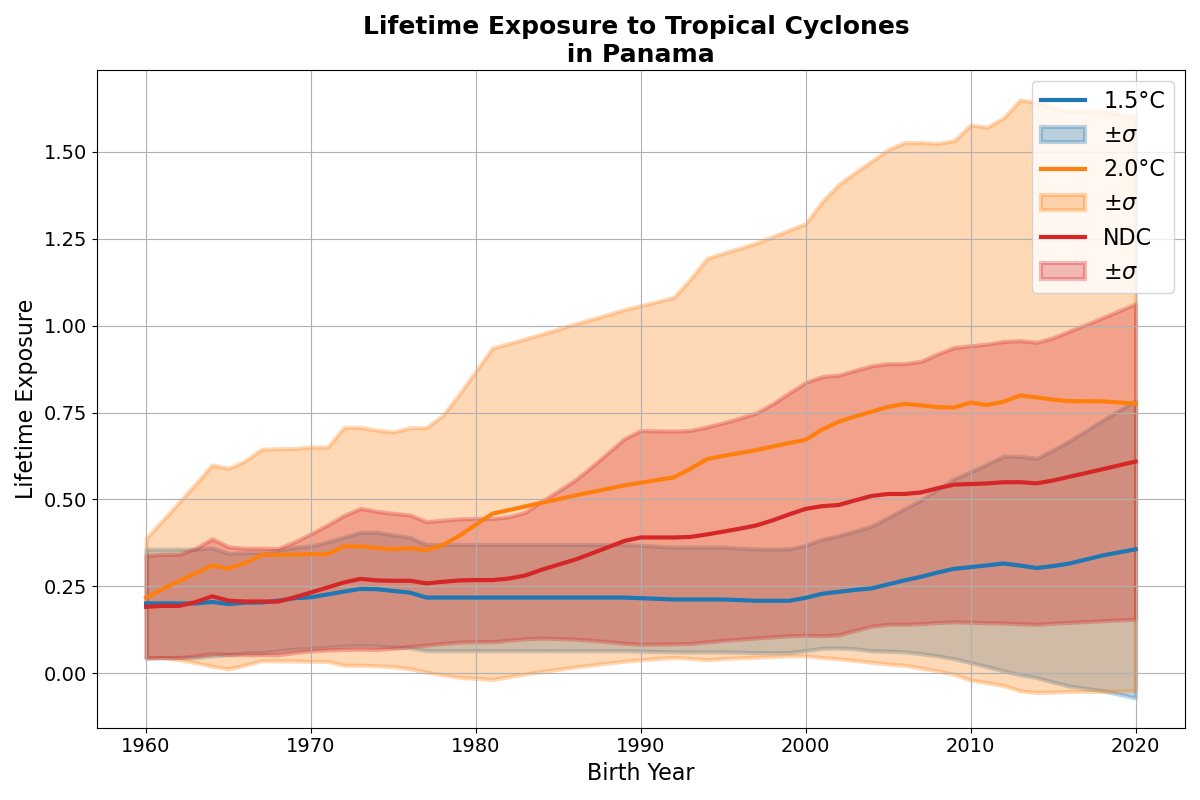 Lifetime Exposure to Tropical Cyclones
in Panama
1.5°C
±σ
2.0°C
±σ
NDC
±σ
Lifetime Exposure
1.50
1.25
1.00
0.75
0.50
0.25
0.00
1960
1970
1980
1990
2000
2010
2020
Birth Year